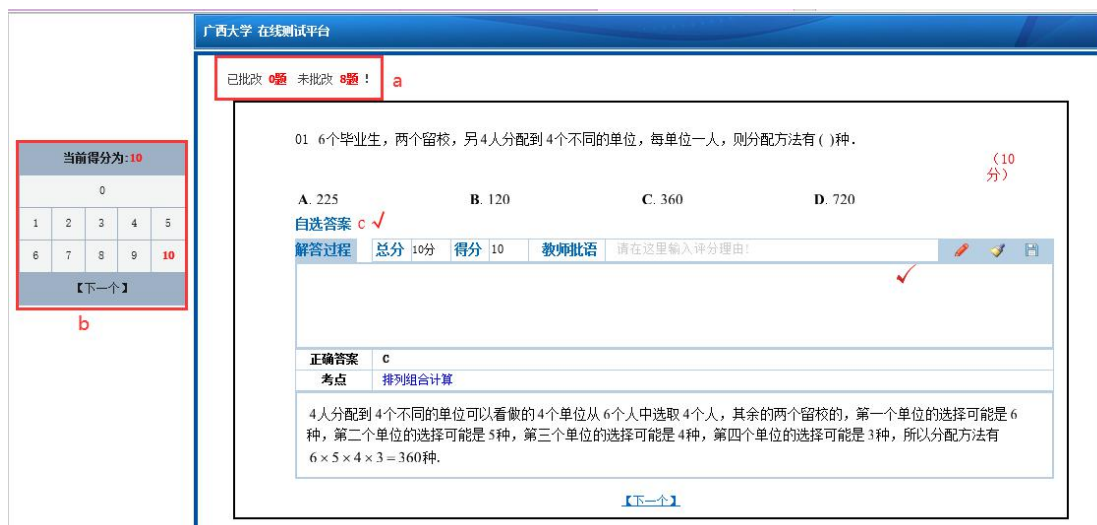 广西大学 在线测试平台
已批改 0题 未批改 8题 !
a
01 6个毕业生，两个留校，另4人分配到4个不同的单位，每单位一人，则分配方法有( )种．
（10
分）
A. 225 B. 120 C. 360 D. 720
自选答案 C
解答过程 总分 10分 得分 10 教师批语 请在这里输入评分理由!
正确答案 C
考点 排列组合计算
4人分配到4个不同的单位可以看做的4个单位从6个人中选取4个人，其余的两个留校的，第一个单位的选择可能是6
种，第二个单位的选择可能是5种，第三个单位的选择可能是4种，第四个单位的选择可能是3种，所以分配方法有
6×5×4×3=360种．
【下一个】
当前得分为:10
0
1 2 3 4 5
6 7 8 9 10
【下一个】
b